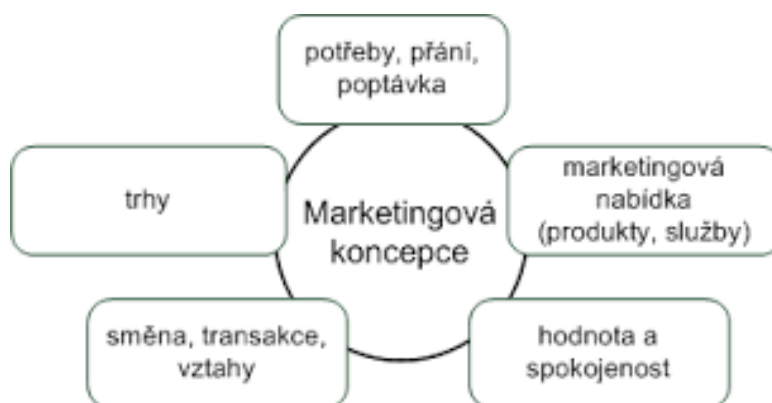 potřeby, přání,
poptávka
trhy
marketingová
nabídka
(produkty, služby)
Marketingová
koncepce
směna, transakce,
vztahy
hodnota a
spokojenost